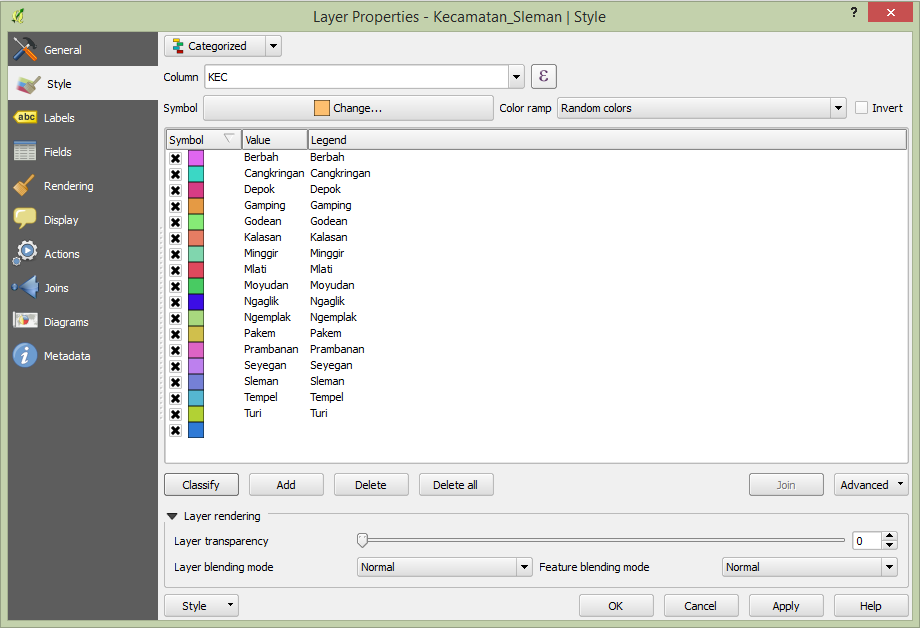 Layer Properties - Kecamatan_Sleman | Style
?
General
Style
abc Labels
Fields
Rendering
Display
Actions
Joins
Diagrams
Metadata
Categorized
Column KEC ε
Symbol Change... Color ramp Random colors Invert
Symbol Value Legend
Berbah Berbah
Cangkringan Cangkringan
Depok Depok
Gamping Gamping
Godean Godean
Kalasan Kalasan
Minggir Minggir
Mlati Mlati
Moyudan Moyudan
Ngaglik Ngaglik
Ngemplak Ngemplak
Pakem Pakem
Prambanan Prambanan
Seyegan Seyegan
Sleman Sleman
Tempel Tempel
Turi Turi
Classify Add Delete Delete all Join Advanced
Layer rendering
Layer transparency 0
Layer blending mode Normal Feature blending mode Normal
Style OK Cancel Apply Help